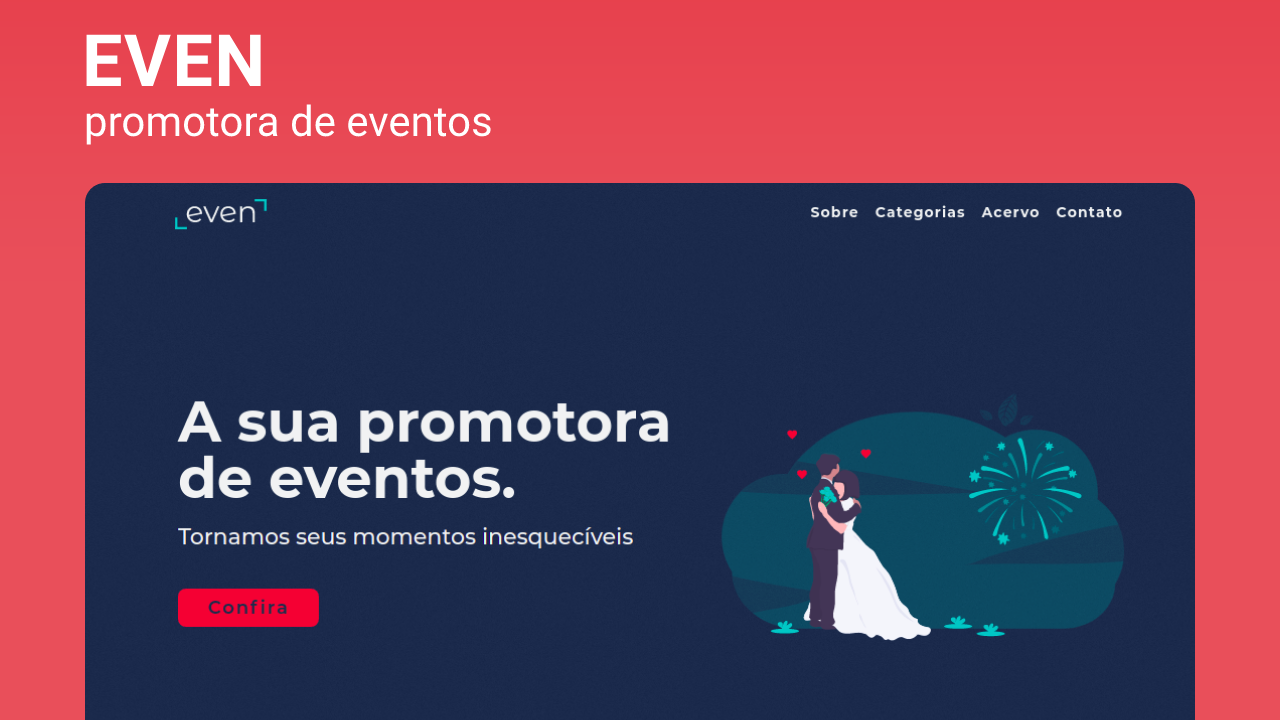 EVEN
promotora de eventos
even
Sobre Categorias Acervo Contato
A sua promotora
de eventos.
Tornamos seus momentos inesquecíveis
Confira